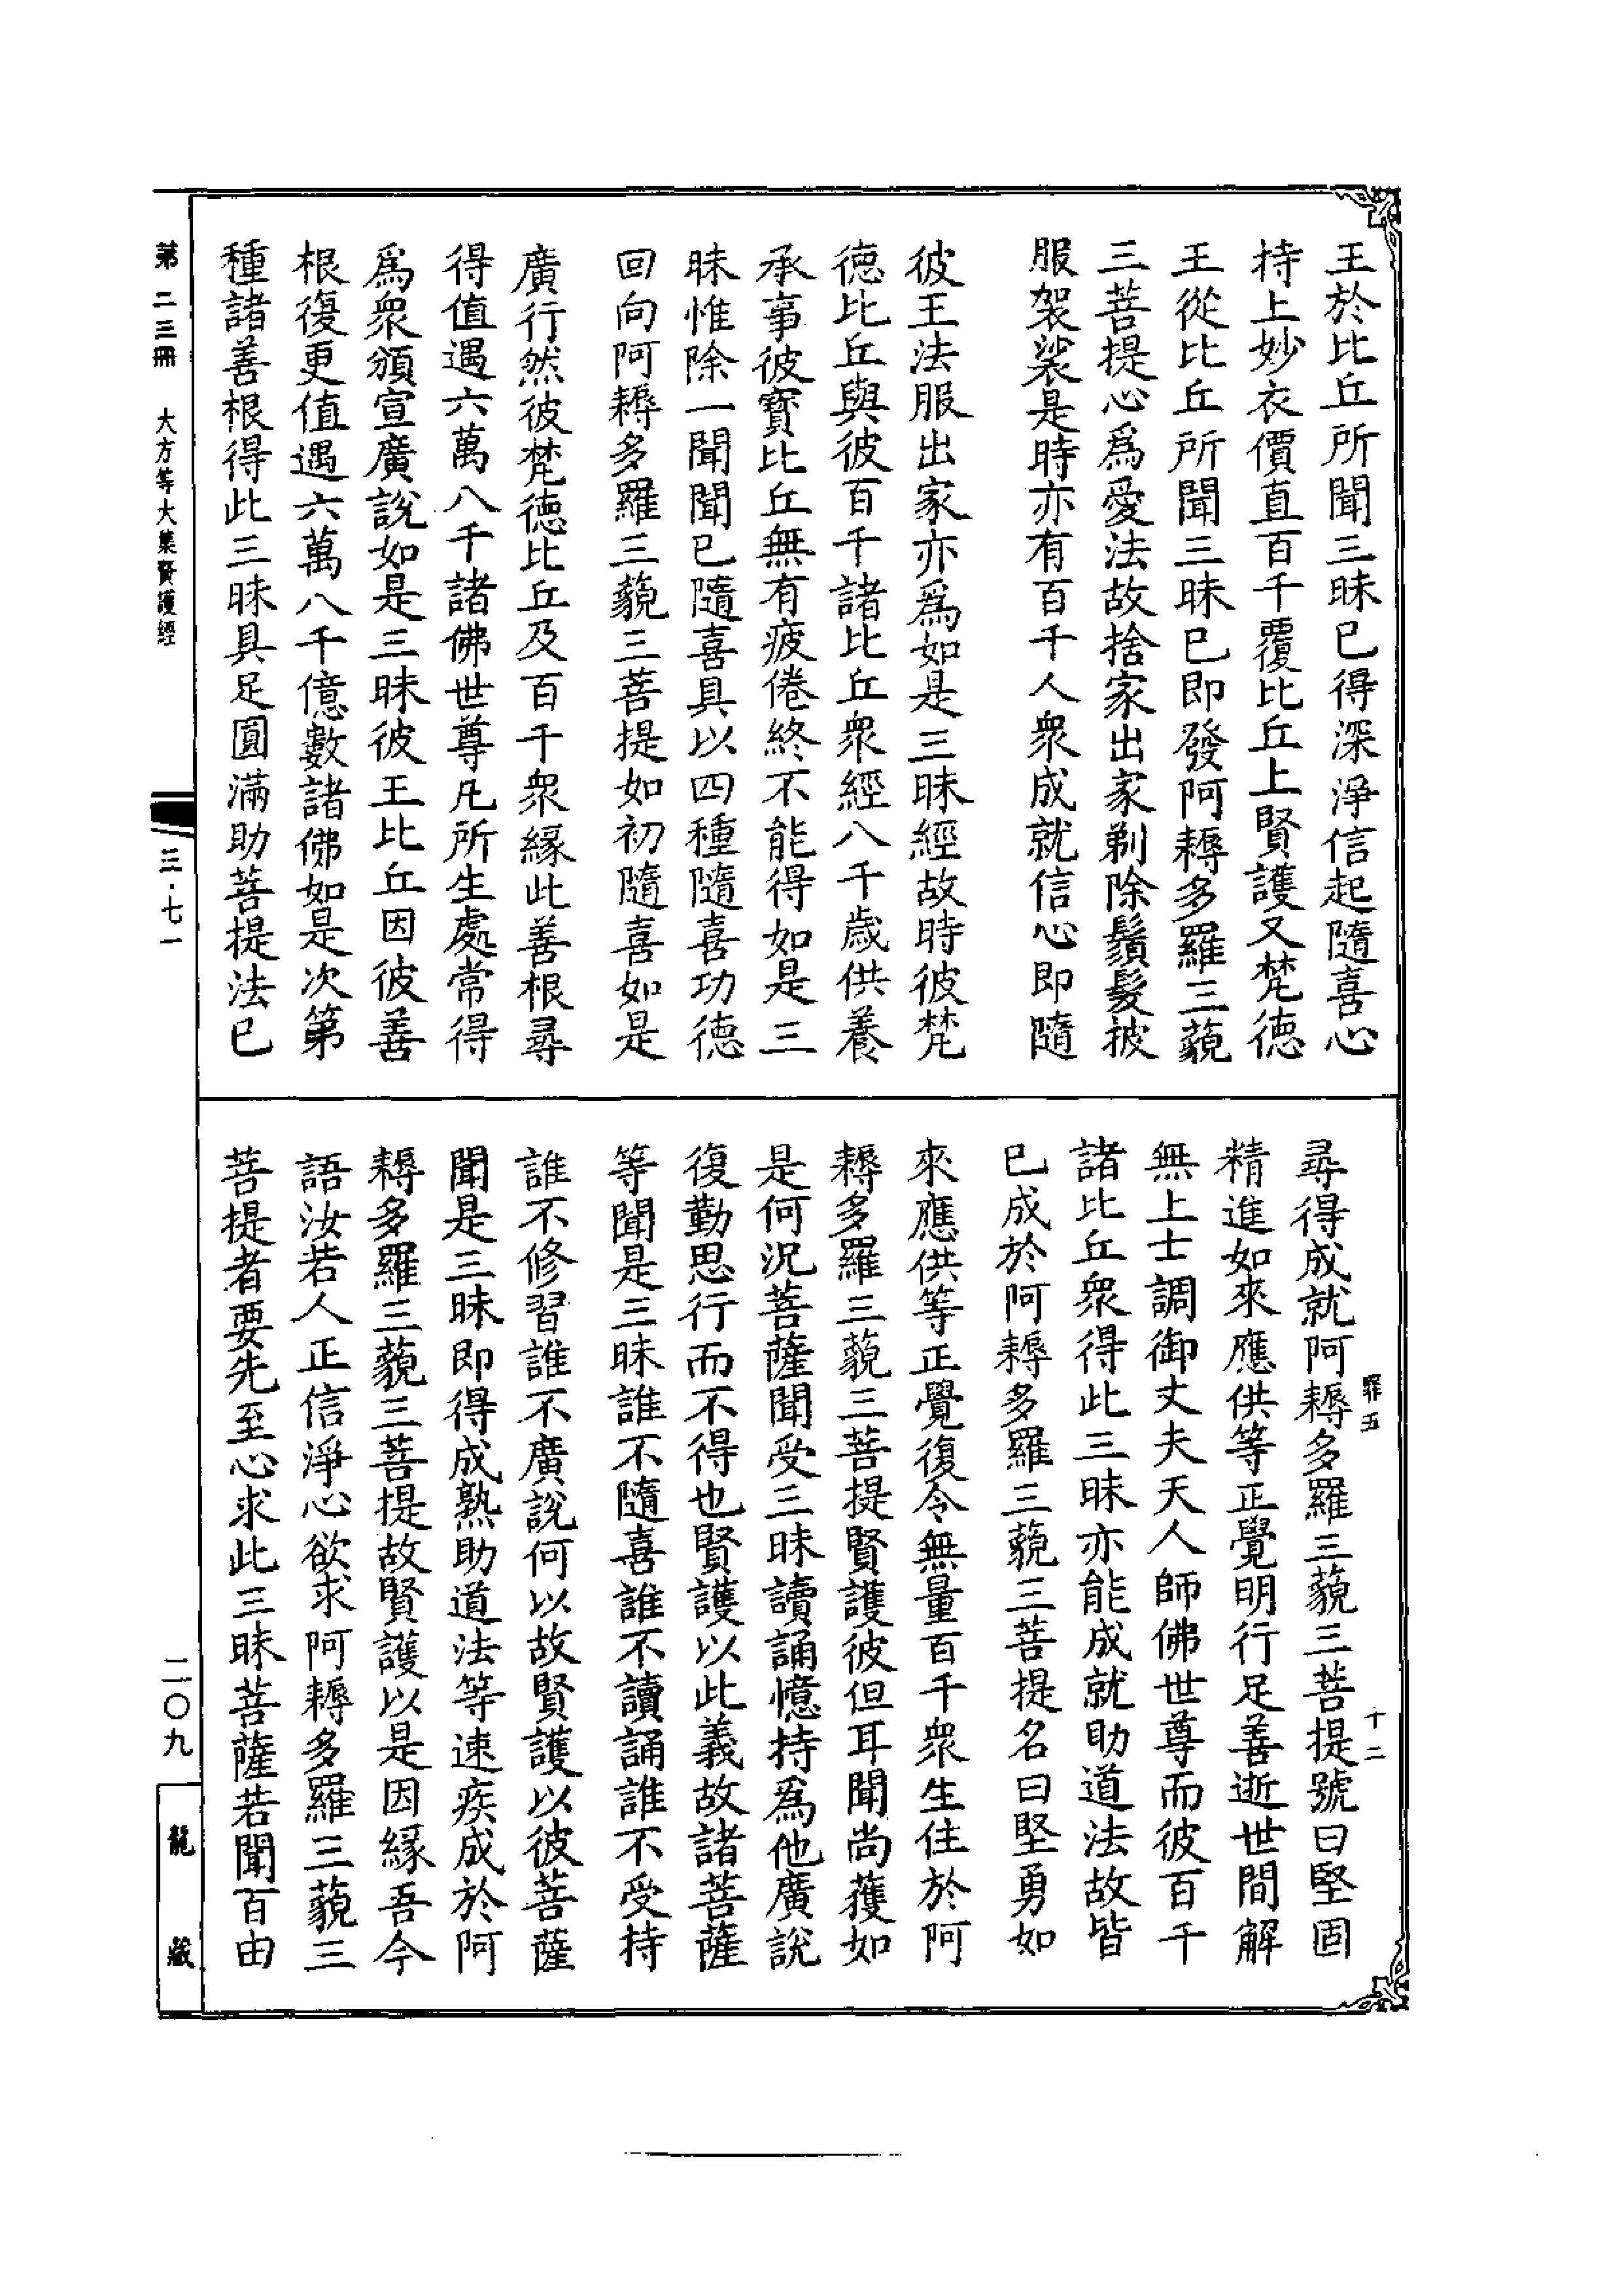 王於比丘所聞三昧已得深淨信起隨喜心
持上妙衣價直百千覆比丘上賢護又梵德
王從比丘所聞三昧已即發阿耨多羅三藐
三菩提心爲愛法故捨家出家剃除鬚髮被
服袈裟是時亦有百千人衆成就信心即隨
彼王法服出家亦爲如是三昧經故時彼梵
德比丘與彼百千諸比丘衆經八千歲供養
承事彼寶比丘無有疲倦終不能得如是三
昧惟除一聞聞已隨喜具以四種隨喜功德
回向阿耨多羅三藐三菩提如初隨喜如是
廣行然彼梵德比丘及百千衆緣此善根尋
得值遇六萬八千諸佛世尊凡所生處常得
爲衆頒宣廣說如是三昧彼王比丘因彼善
根復更值遇六萬八千億數諸佛如是次第
種諸善根得此三昧具足圓滿助菩提法已
罪五
十二
尋得成就阿耨多羅三藐三菩提號曰堅固
精進如來應供等正覺明行足善逝世間解
無上士調御丈夫天人師佛世尊而彼百千
諸比丘衆得此三昧亦能成就助道法故皆
已成於阿耨多羅三藐三菩提名曰堅勇如
來應供等正覺復令無量百千衆生住於阿
耨多羅三藐三菩提賢護彼但耳聞尚獲如
是何況菩薩聞受三昧讀誦憶持爲他廣說
復勤思行而不得也賢護以此義故諸菩薩
等聞是三昧誰不隨喜誰不讀誦誰不受持
誰不修習誰不廣說何以故賢護以彼菩薩
聞是三昧即得成熟助道法等速疾成於阿
耨多羅三藐三菩提故賢護以是因緣吾今
語汝若人正信淨心欲求阿耨多羅三藐三
菩提者要先至心求此三昧菩薩若聞百由
第二三冊 大方等大集賢護經
三·七一
二〇九
龍藏